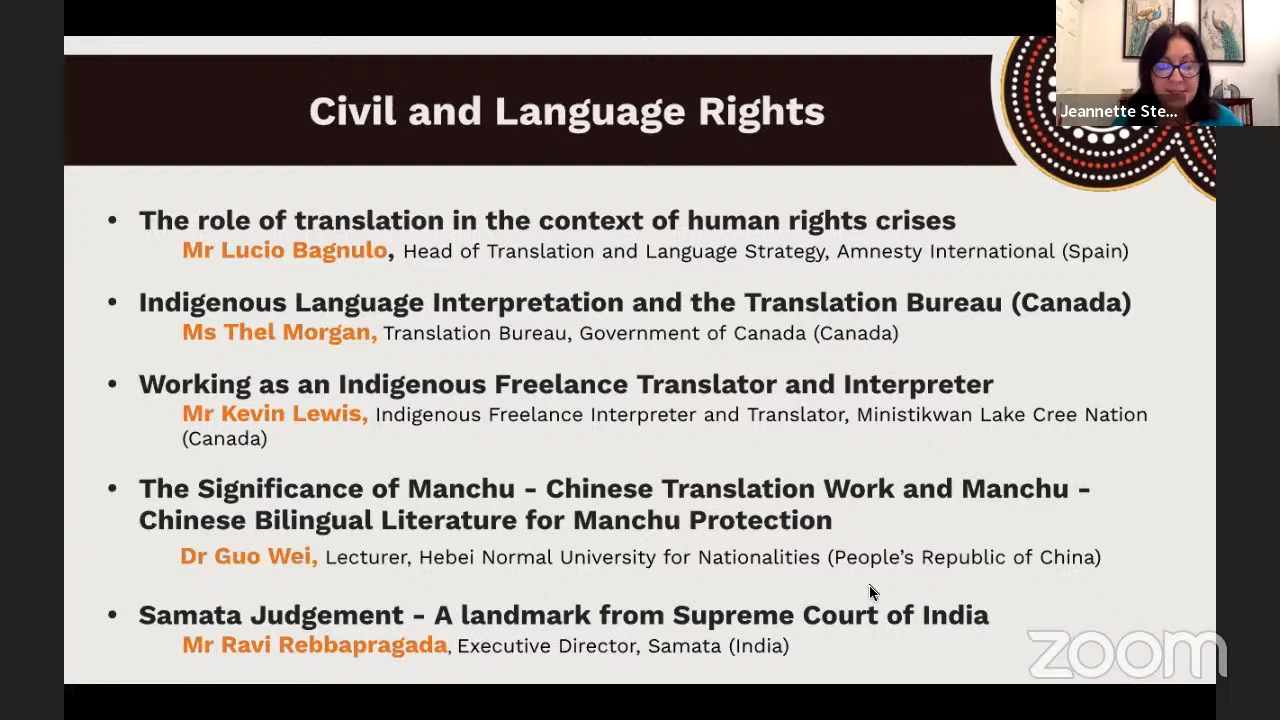 Civil and Language Rights
Jeannette Ste...
• The role of translation in the context of human rights crises
Mr Lucio Bagnulo, Head of Translation and Language Strategy, Amnesty International (Spain)
• Indigenous Language Interpretation and the Translation Bureau (Canada)
Ms Thel Morgan, Translation Bureau, Government of Canada (Canada)
• Working as an Indigenous Freelance Translator and Interpreter
Mr Kevin Lewis, Indigenous Freelance Interpreter and Translator, Ministikwan Lake Cree Nation
(Canada)
• The Significance of Manchu - Chinese Translation Work and Manchu -
Chinese Bilingual Literature for Manchu Protection
Dr Guo Wei, Lecturer, Hebei Normal University for Nationalities (People’s Republic of China)
• Samata Judgement - A landmark from Supreme Court of India
Mr Ravi Rebbapragada, Executive Director, Samata (India)
zoom